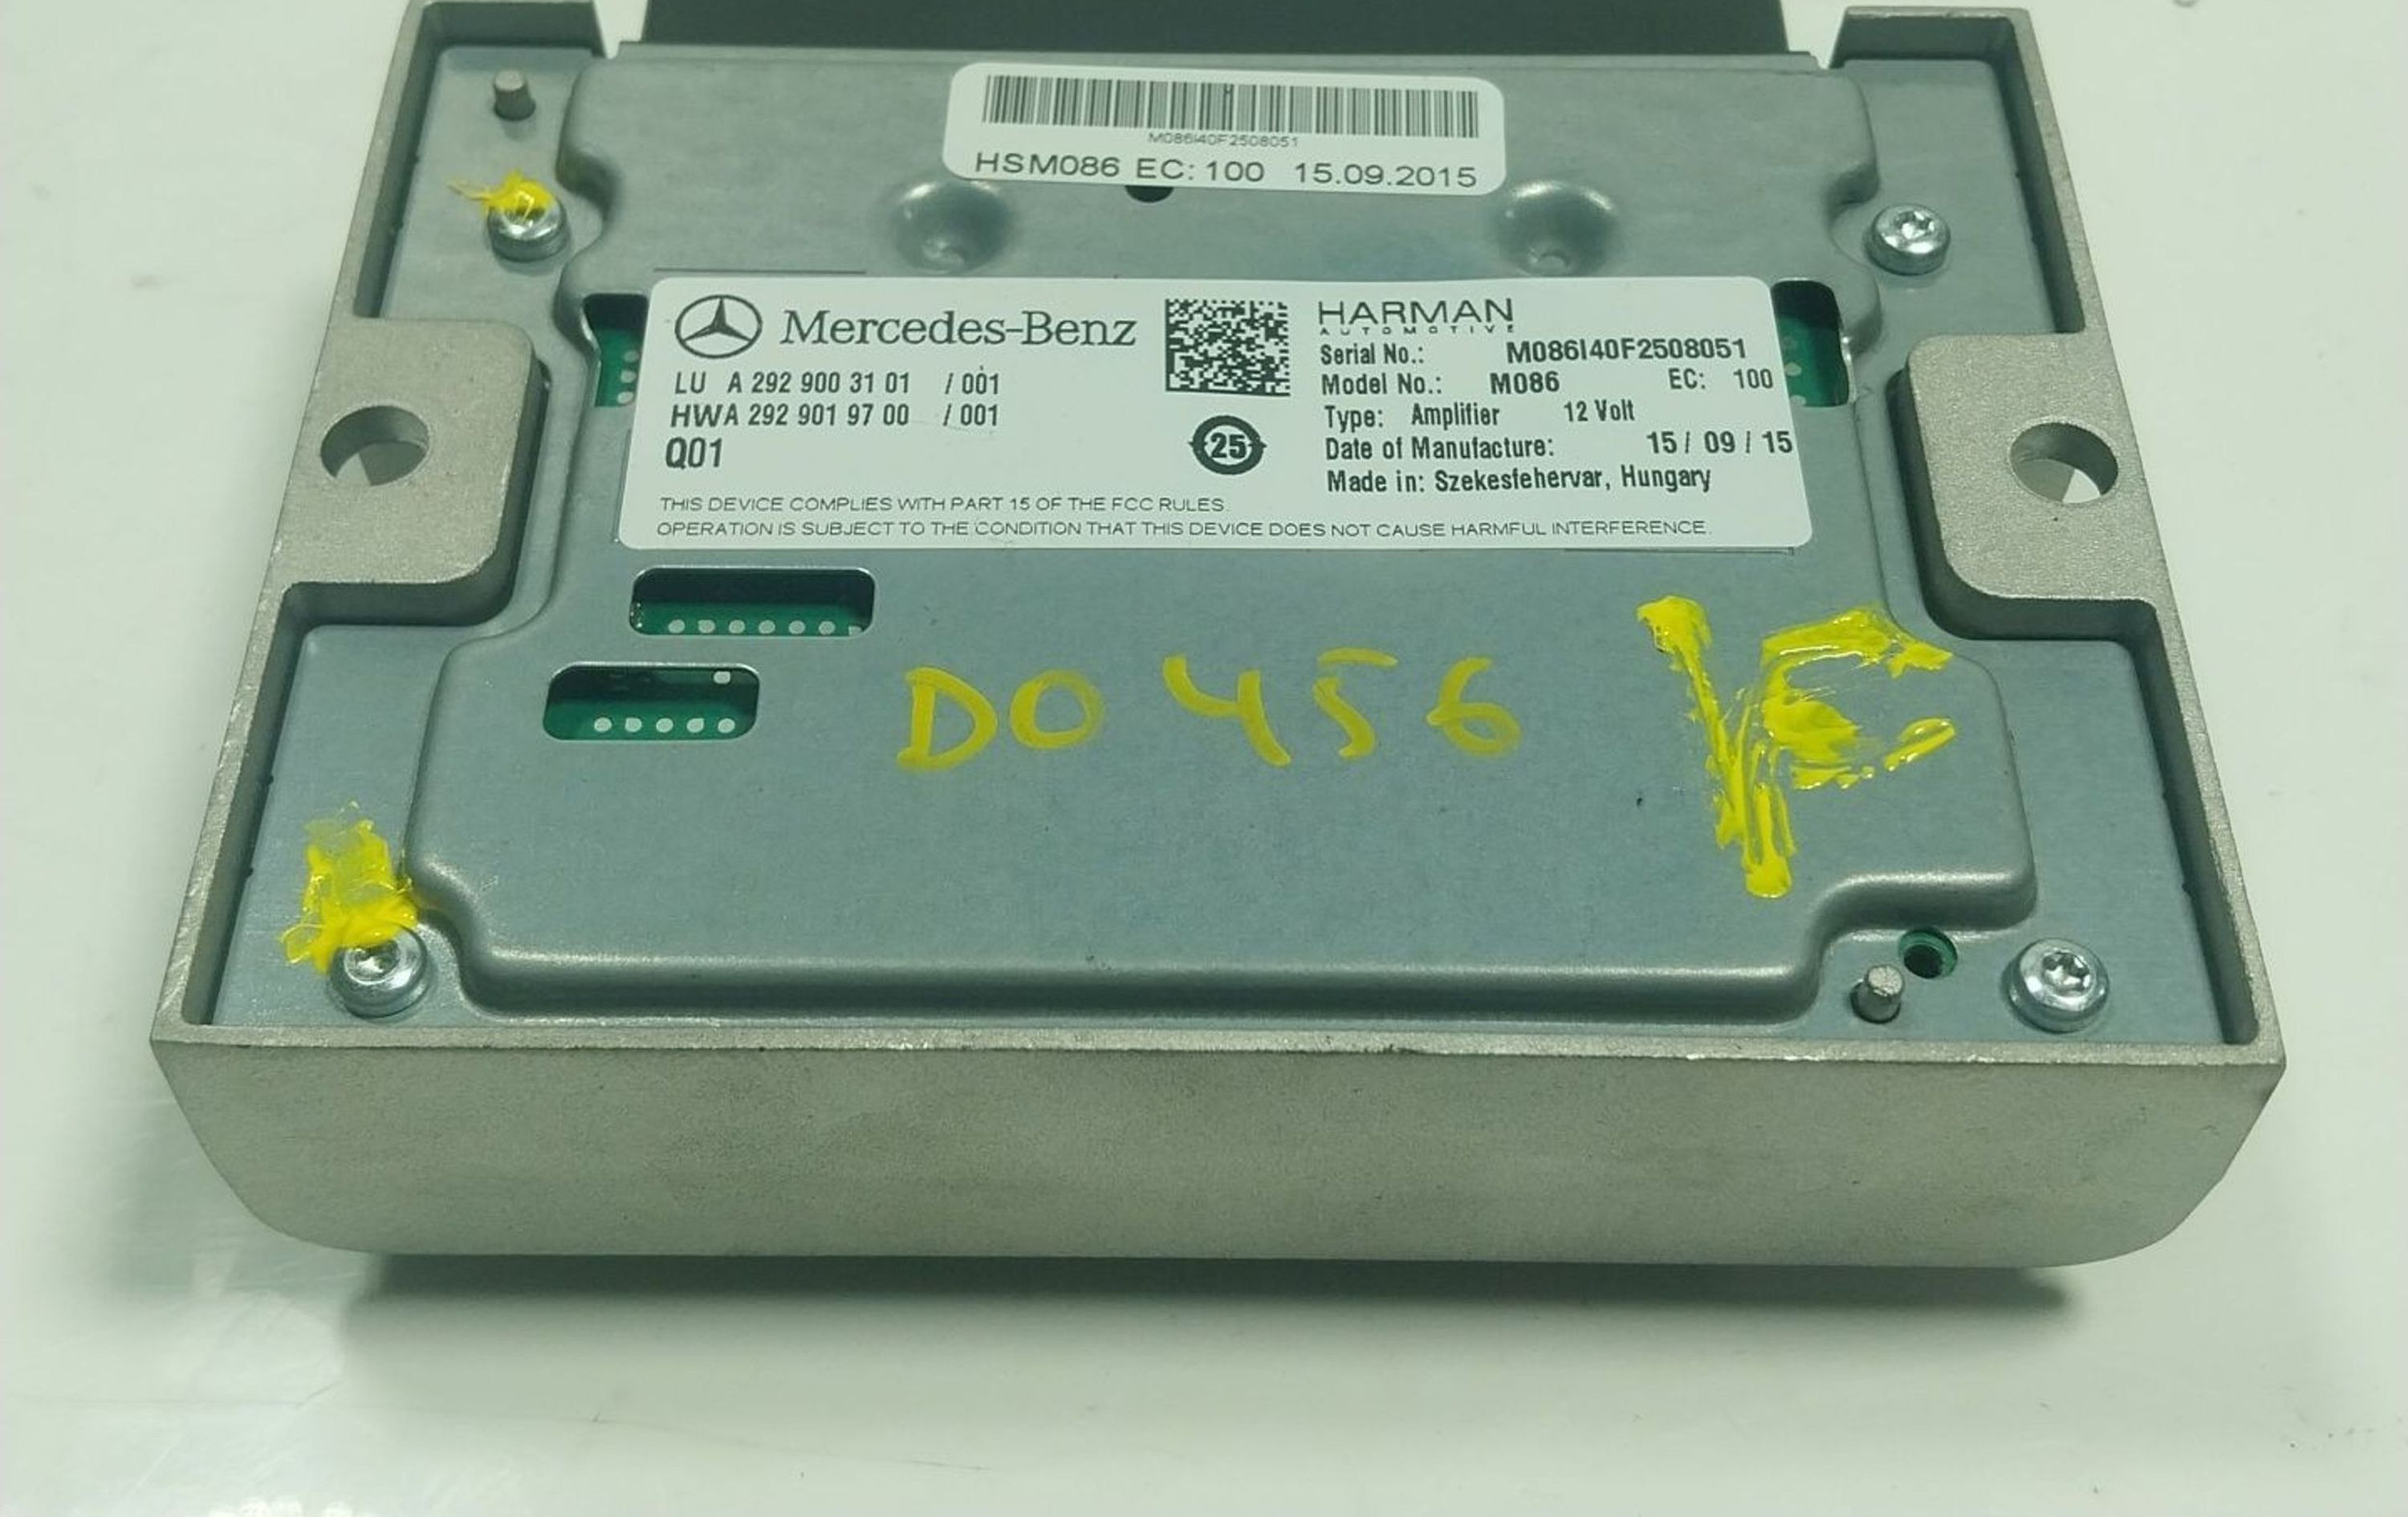 M086I40F2508051
HSM086 EC: 100 15.09.2015
Mercedes-Benz
LU A 292 900 31 01 / 001
HWA 292 901 97 00 / 001
Q01
25
HARMAN
AUTOMOTIVE
Serial No.: M086I40F2508051
Model No.: M086 EC: 100
Type: Amplifier 12 Volt
Date of Manufacture: 15 / 09 / 15
Made in: Szekesfehervar, Hungary
THIS DEVICE COMPLIES WITH PART 15 OF THE FCC RULES.
OPERATION IS SUBJECT TO THE CONDITION THAT THIS DEVICE DOES NOT CAUSE HARMFUL INTERFERENCE.
DO 456